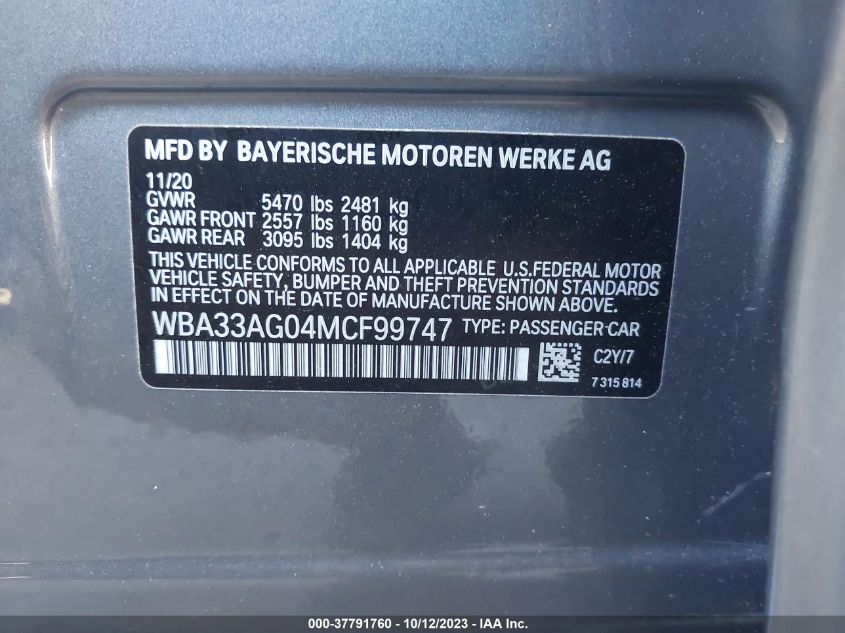 MFD BY BAYERISCHE MOTOREN WERKE AG
11/20
GVWR 5470 lbs 2481 kg
GAWR FRONT 2557 lbs 1160 kg
GAWR REAR 3095 lbs 1404 kg
THIS VEHICLE CONFORMS TO ALL APPLICABLE U.S.FEDERAL MOTOR
VEHICLE SAFETY, BUMPER AND THEFT PREVENTION STANDARDS
IN EFFECT ON THE DATE OF MANUFACTURE SHOWN ABOVE.
WBA33AG04MCF99747 TYPE: PASSENGER CAR
C2Y/7
7 315 814
000-37791760 - 10/12/2023 - IAA Inc.